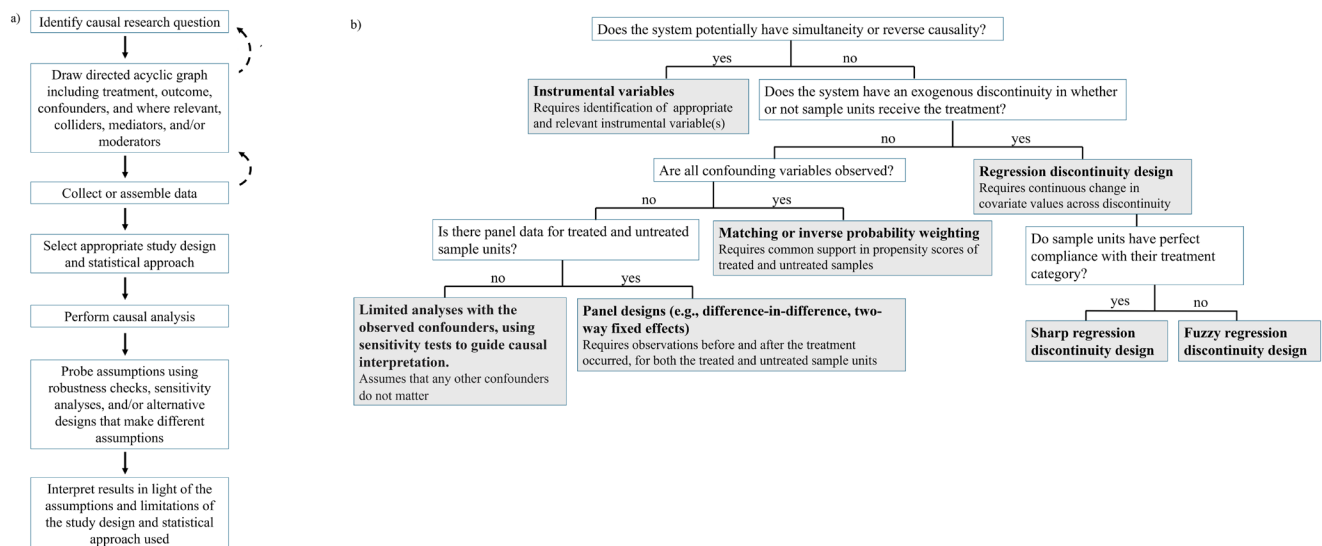 a)
Identify causal research question
Draw directed acyclic graph
including treatment, outcome,
confounders, and where relevant,
colliders, mediators, and/or
moderators
Collect or assemble data
Select appropriate study design
and statistical approach
Perform causal analysis
Probe assumptions using
robustness checks, sensitivity
analyses, and/or alternative
designs that make different
assumptions
Interpret results in light of the
assumptions and limitations of
the study design and statistical
approach used
b)
Does the system potentially have simultaneity or reverse causality?
yes
no
Instrumental variables
Requires identification of appropriate
and relevant instrumental variable(s)
Does the system have an exogenous discontinuity in whether
or not sample units receive the treatment?
no
yes
Are all confounding variables observed?
Regression discontinuity design
Requires continuous change in
covariate values across discontinuity
no
yes
Is there panel data for treated and untreated
sample units?
Matching or inverse probability weighting
Requires common support in propensity scores of
treated and untreated samples
Do sample units have perfect
compliance with their treatment
category?
no
yes
yes
no
Limited analyses with the
observed confounders, using
sensitivity tests to guide causal
interpretation.
Assumes that any other confounders
do not matter
Panel designs (e.g., difference-in-difference, two-
way fixed effects)
Requires observations before and after the treatment
occurred, for both the treated and untreated sample units
Sharp regression
discontinuity design
Fuzzy regression
discontinuity design